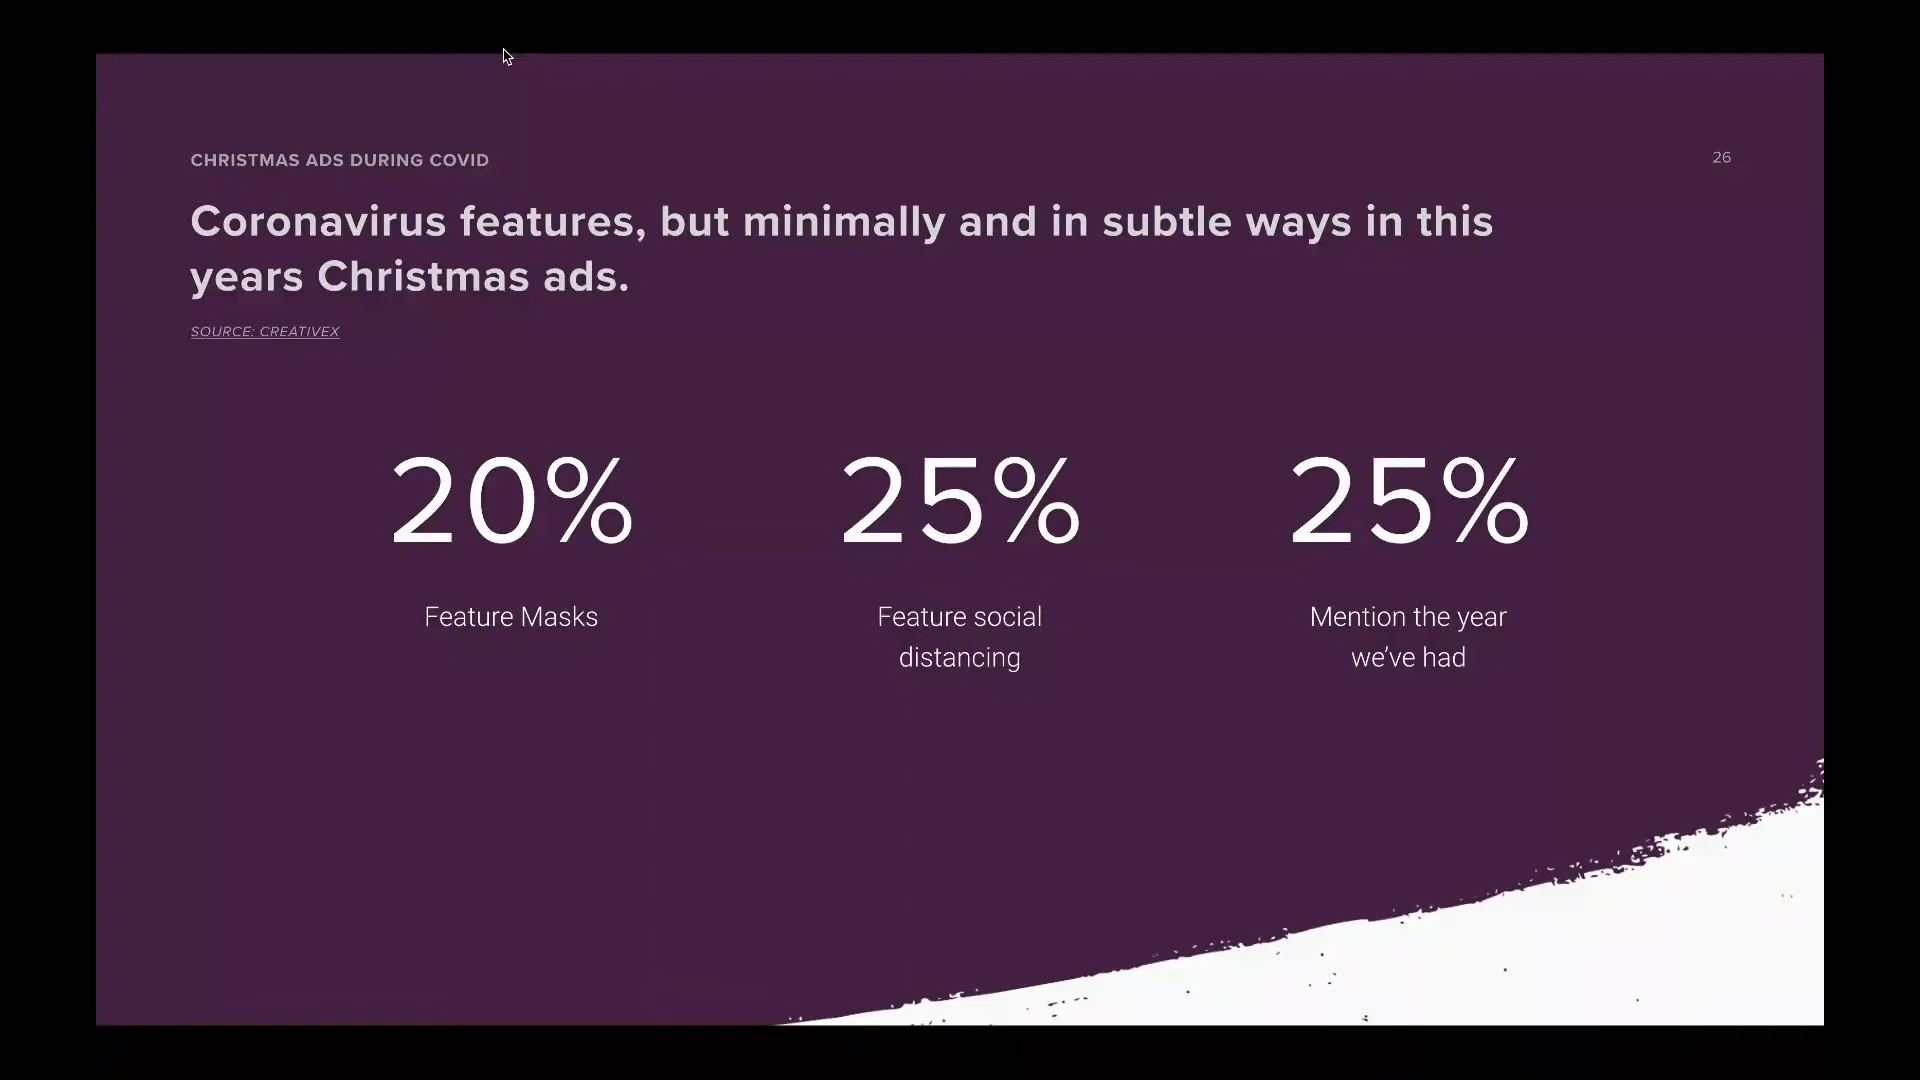 CHRISTMAS ADS DURING COVID
26
Coronavirus features, but minimally and in subtle ways in this
years Christmas ads.
SOURCE: CREATIVEX
20%
Feature Masks
25%
Feature social
distancing
25%
Mention the year
we’ve had